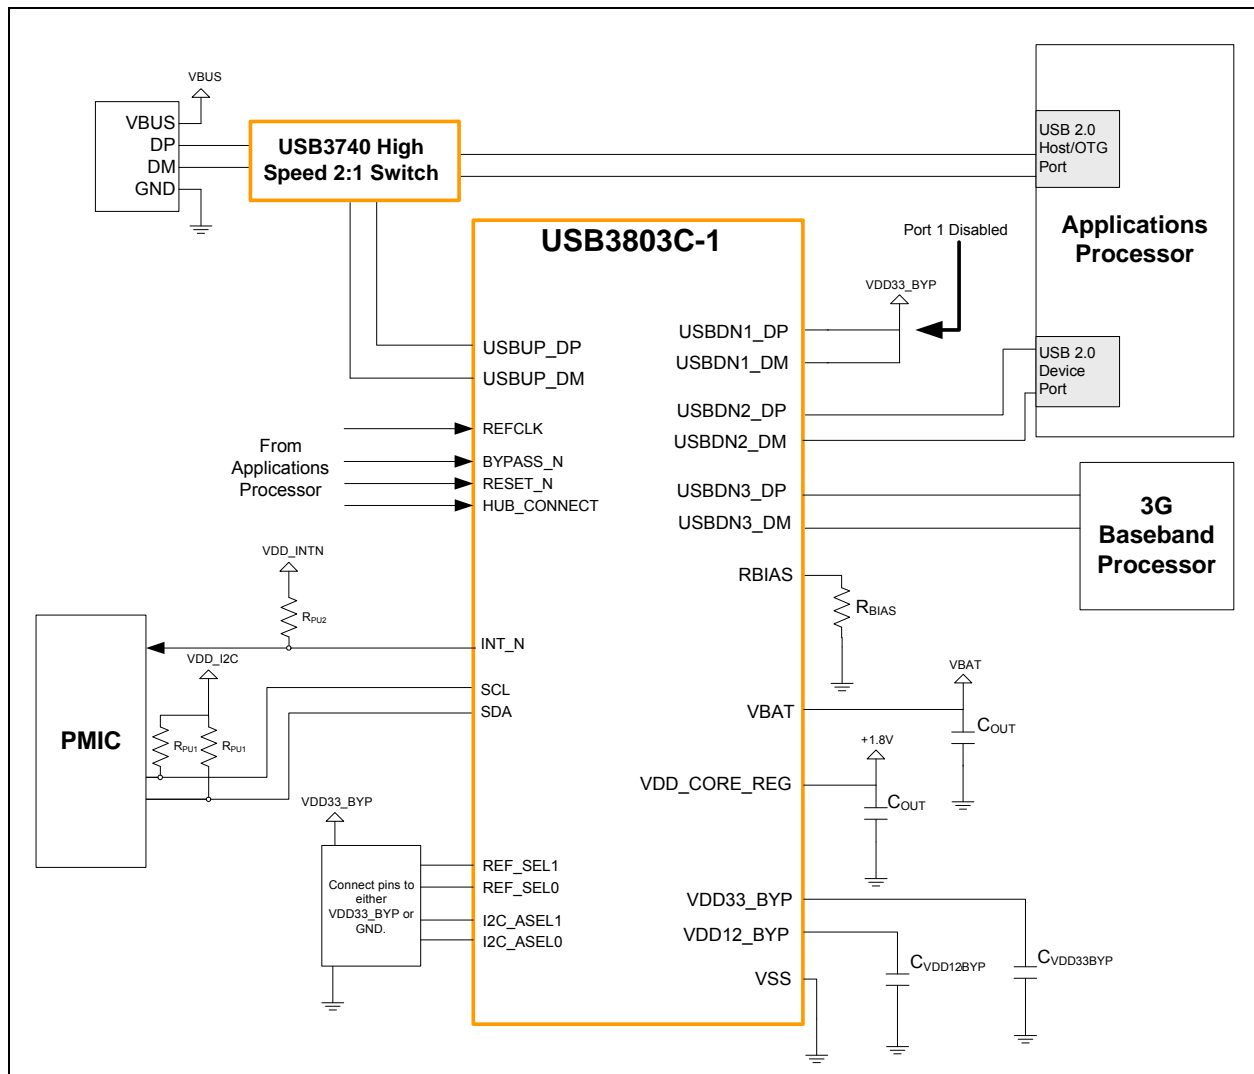 VBUS
VBUS
DP
DM
GND
USB3740 High
Speed 2:1 Switch
USB 2.0
Host/OTG
Port
Applications
Processor
USB 2.0
Device
Port
USB3803C-1
Port 1 Disabled
VDD33_BYP
USBUP_DP
USBUP_DM
REFCLK
BYPASS_N
RESET_N
HUB_CONNECT
From
Applications
Processor
USBDN1_DP
USBDN1_DM
USBDN2_DP
USBDN2_DM
USBDN3_DP
USBDN3_DM
3G
Baseband
Processor
RBIAS
RBIAS
VDD_INTN
RPU2
INT_N
VDD_I2C
SCL
SDA
PMIC
RPU1
RPU1
VBAT
VBAT
COUT
+1.8V
VDD_CORE_REG
COUT
VDD33_BYP
Connect pins to
either
VDD33_BYP or
GND.
REF_SEL1
REF_SEL0
I2C_ASEL1
I2C_ASEL0
VDD33_BYP
VDD12_BYP
VSS
CVDD12BYP
CVDD33BYP